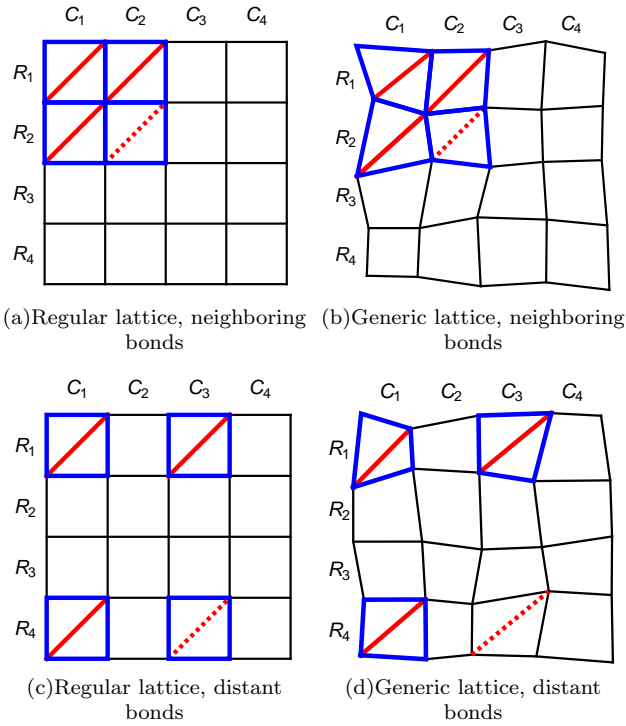 C1 C2 C3 C4
R1
R2
R3
R4
C1 C2 C3 C4
R1
R2
R3
R4
(a)Regular lattice, neighboring
bonds
(b)Generic lattice, neighboring
bonds
C1 C2 C3 C4
R1
R2
R3
R4
C1 C2 C3 C4
R1
R2
R3
R4
(c)Regular lattice, distant
bonds
(d)Generic lattice, distant
bonds